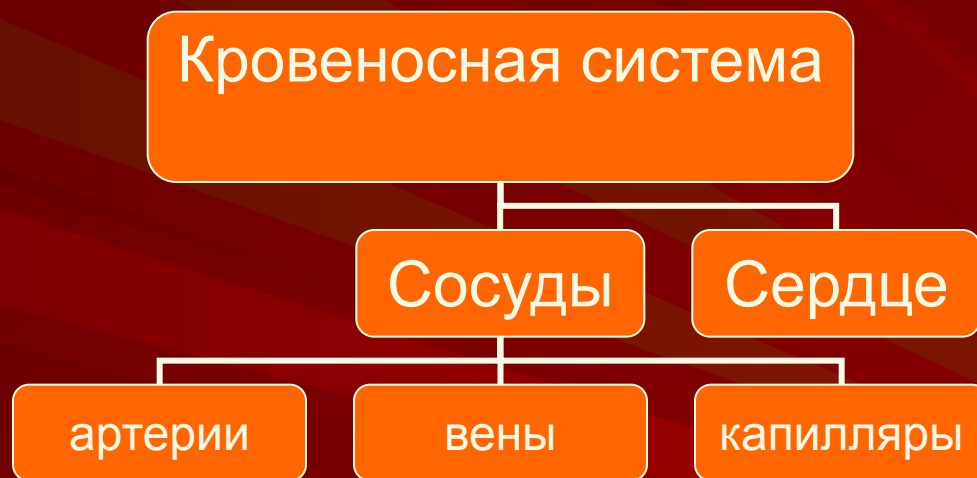 Кровеносная система
Сосуды
Сердце
артерии
вены
капилляры